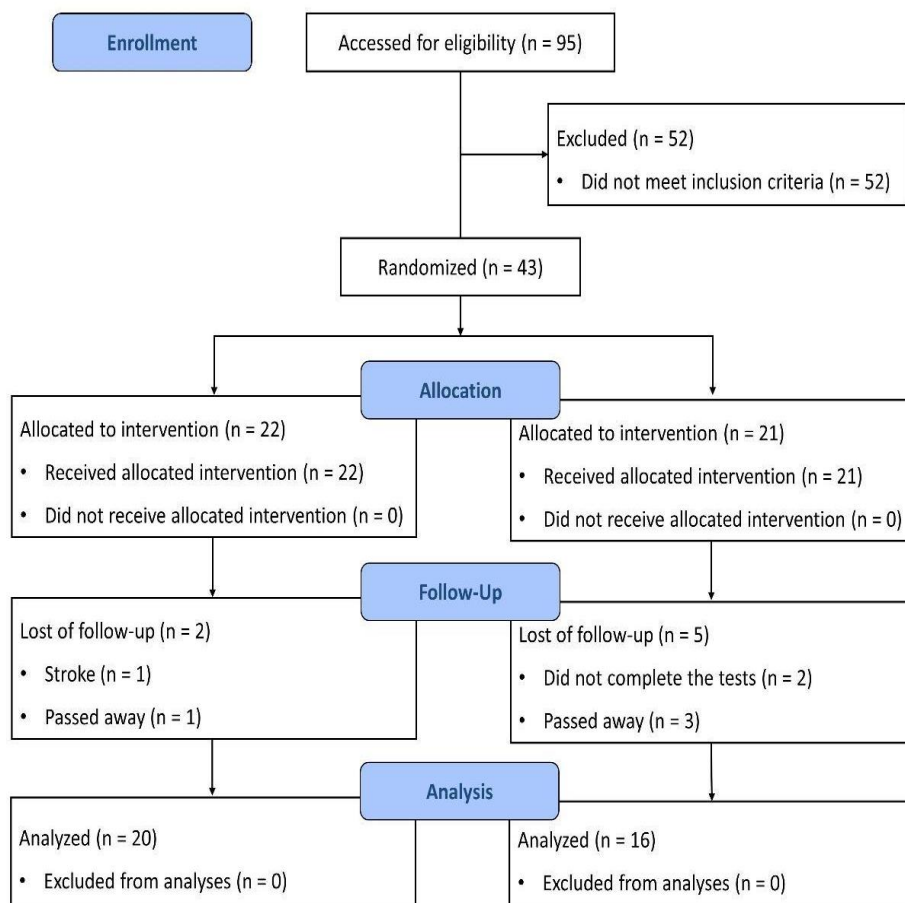 Enrollment
Accessed for eligibility (n = 95)
Excluded (n = 52)
• Did not meet inclusion criteria (n = 52)
Randomized (n = 43)
Allocation
Allocated to intervention (n = 22)
• Received allocated intervention (n = 22)
• Did not receive allocated intervention (n = 0)
Allocated to intervention (n = 21)
• Received allocated intervention (n = 21)
• Did not receive allocated intervention (n = 0)
Follow-Up
Lost of follow-up (n = 2)
• Stroke (n = 1)
• Passed away (n = 1)
Lost of follow-up (n = 5)
• Did not complete the tests (n = 2)
• Passed away (n = 3)
Analysis
Analyzed (n = 20)
• Excluded from analyses (n = 0)
Analyzed (n = 16)
• Excluded from analyses (n = 0)